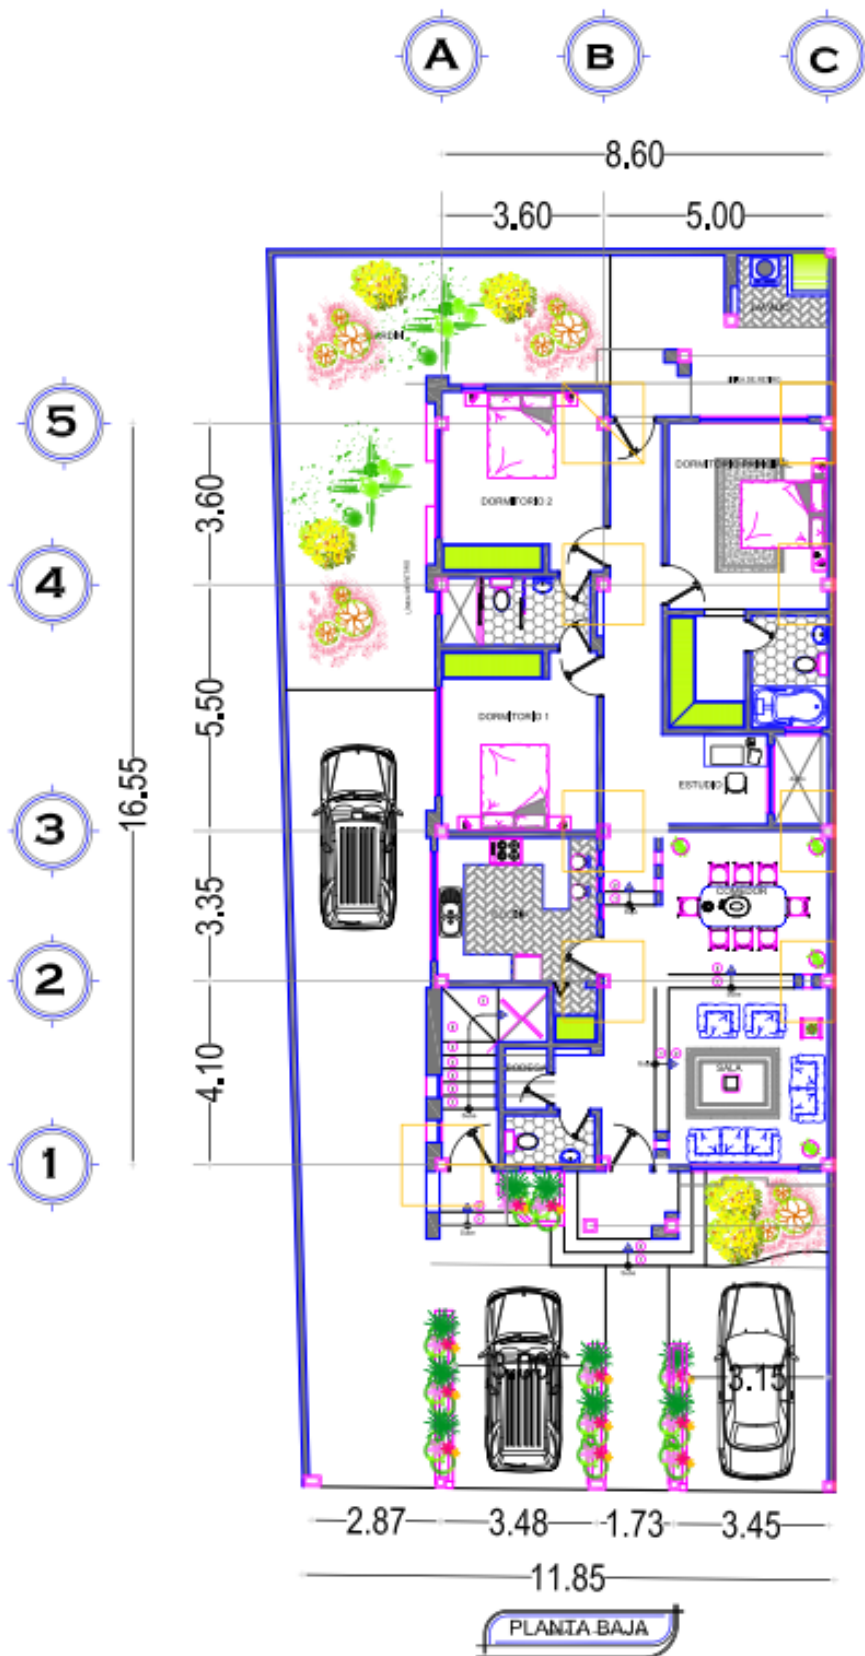 A B C
8.60
3.60 5.00
JARDIN
5
DORMITORIO PRINCIPAL
3.60
DORMITORIO 2
4
5.50
DORMITORIO 1
16.55
ESTUDIO
3
3.35
COMEDOR
2
4.10
BODEGA
SALA
1
3.15
2.87 3.48 1.73 3.45
11.85
PLANTA BAJA